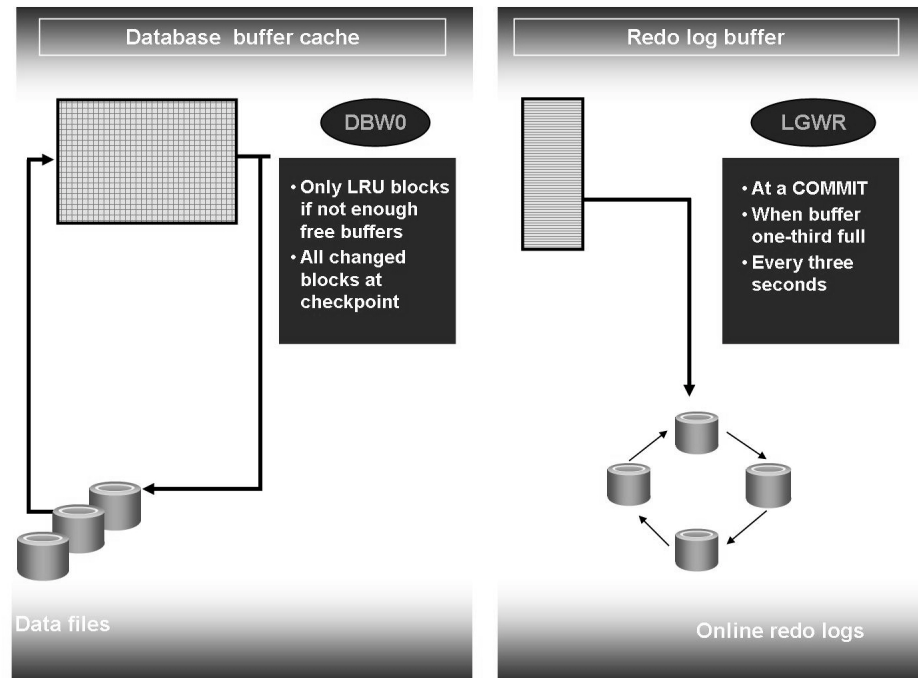 Database buffer cache
DBW0
• Only LRU blocks
if not enough
free buffers
• All changed
blocks at
checkpoint
Data files
Redo log buffer
LGWR
• At a COMMIT
• When buffer
one-third full
• Every three
seconds
Online redo logs